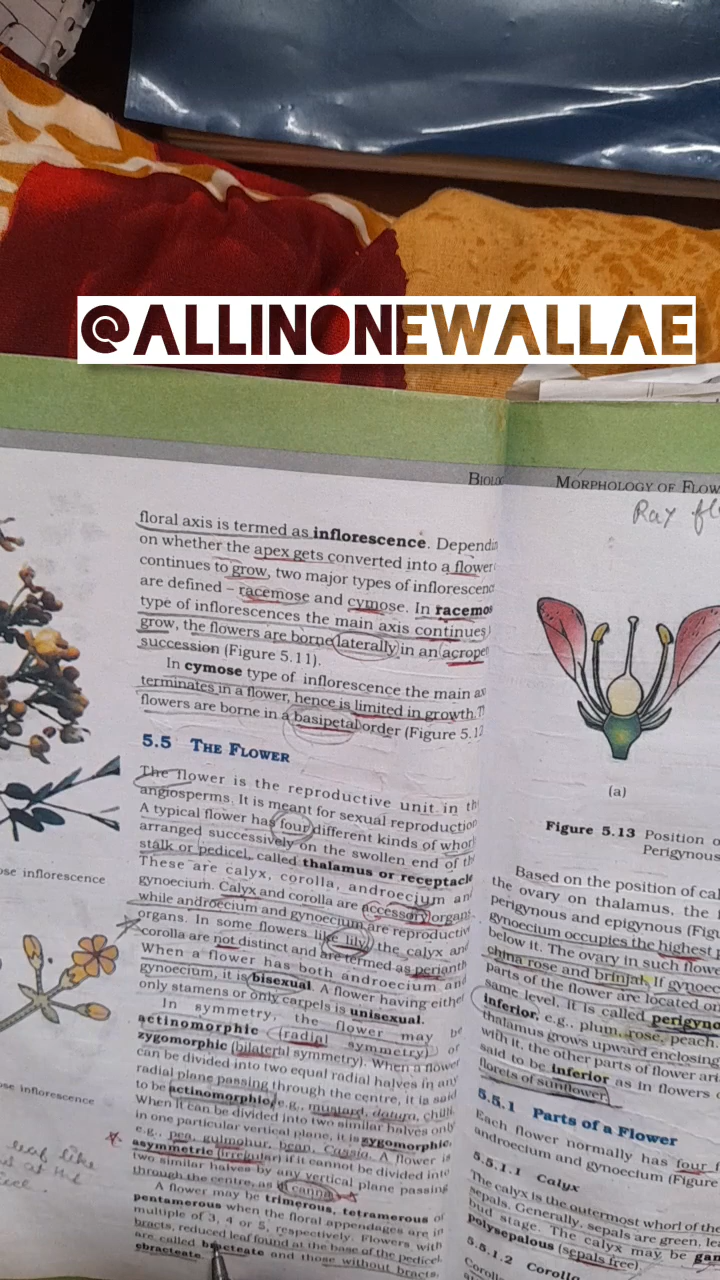 @ALLINONEWALLAE
BIOLO
MORPHOLOGY OF FLOW
Ray fl
floral axis is termed as inflorescence. Dependin
on whether the apex gets converted into a flower
continues to grow, two major types of inflorescenc
are defined – racemose and cymose. In racemos
type of inflorescences the main axis continues
grow, the flowers are borne laterally in an acrope
succession (Figure 5.11).
In cymose type of inflorescence the main ax
terminates in a flower, hence is limited in growth. T
flowers are borne in a basipetal order (Figure 5.12
5.5 THE FLOWER
The flower is the reproductive unit in th
angiosperms. It is meant for sexual reproduction
A typical flower has four different kinds of whorl
arranged successively on the swollen end of th
stalk or pedicel, called thalamus or receptacle
These are calyx, corolla, androecium and
gynoecium. Calyx and corolla are accessory organs
while androecium and gynoecium are reproductive
organs. In some flowers like lily, the calyx and
corolla are not distinct and are termed as perianth
When a flower has both androecium and
gynoecium, it is bisexual. A flower having either
only stamens or only carpels is unisexual.
In symmetry, the flower may be
actinomorphic (radial symmetry) or
zygomorphic (bilateral symmetry). When a flower
can be divided into two equal radial halves in any
radial plane passing through the centre, it is said
to be actinomorphic, e.g., mustard, datura, chilli.
When it can be divided into two similar halves only
in one particular vertical plane, it is zygomorphic,
e.g., pea, gulmohur, bean, Cassia. A flower is
asymmetric (irregular) if it cannot be divided into
two similar halves by any vertical plane passing
through the centre, as in canna.
A flower may be trimerous, tetramerous or
pentamerous when the floral appendages are in
multiple of 3, 4 or 5, respectively. Flowers with
bracts, reduced leaf found at the base of the pedicel,
are called bracteate and those without bracts,
ebracteate.
ose inflorescence
ose inflorescence
leaf like
at the
(a)
Figure 5.13 Position o
Perigynous
Based on the position of cal
the ovary on thalamus, the
perigynous and epigynous (Figu
gynoecium occupies the highest p
below it. The ovary in such flower
china rose and brinjal. If gynoec
parts of the flower are located on
same level, it is called perigyno
inferior, e.g., plum, rose, peach.
thalamus grows upward enclosing
with it, the other parts of flower ari
said to be inferior as in flowers o
florets of sunflower.
5.5.1 Parts of a Flower
Each flower normally has four f
androecium and gynoecium (Figure
5.5.1.1 Calyx
The calyx is the outermost whorl of the
sepals. Generally, sepals are green, lea
bud stage. The calyx may be gam
polysepalous (sepals free).
5.5.1.2 Corolla